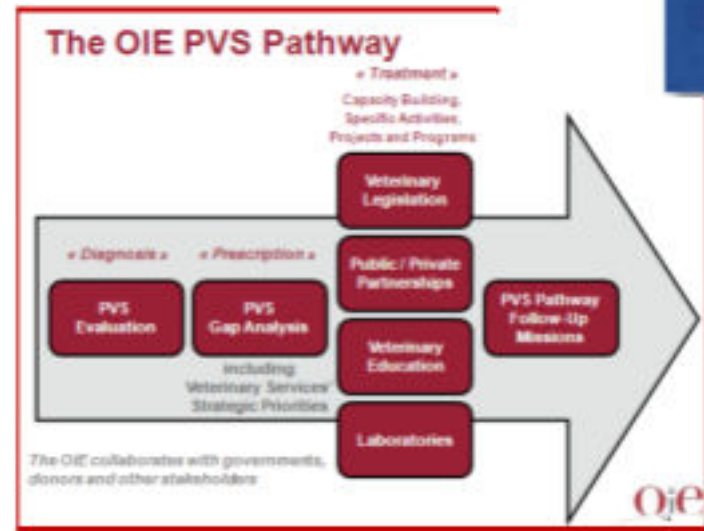 The OIE PVS Pathway
« Treatment »
Capacity Building,
Specific Activities,
Projects and Programs
Veterinary
Legislation
« Diagnosis »
« Prescription »
Public / Private
Partnerships
PVS
Evaluation
PVS
Gap Analysis
PVS Pathway
Follow-Up
Missions
Veterinary
Education
including
Veterinary Services
Strategic Priorities
Laboratories
The OIE collaborates with governments,
donors and other stakeholders
Oie